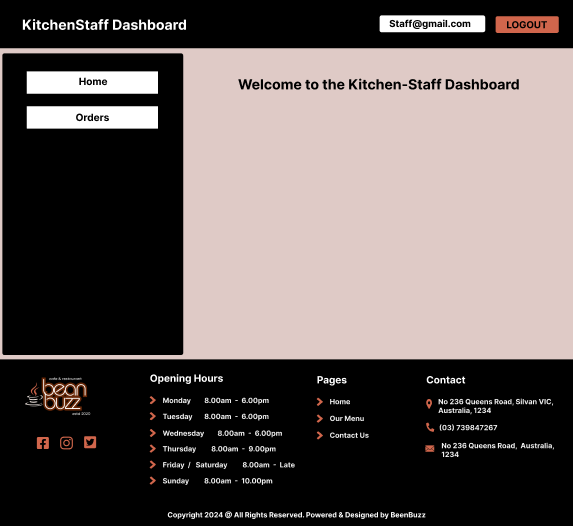 KitchenStaff Dashboard
Staff@gmail.com
LOGOUT
Home
Orders
Welcome to the Kitchen-Staff Dashboard
cafe & restaurant
bean
buzz
estd 2020
Opening Hours
Monday 8.00am - 6.00pm
Tuesday 8.00am - 6.00pm
Wednesday 8.00am - 6.00pm
Thursday 8.00am - 9.00pm
Friday / Saturday 8.00am - Late
Sunday 8.00am - 10.00pm
Pages
Home
Our Menu
Contact Us
Contact
No 236 Queens Road, Silvan VIC,
Australia, 1234
(03) 739847267
No 236 Queens Road, Australia,
1234
Copyright 2024 @ All Rights Reserved. Powered & Designed by BeenBuzz